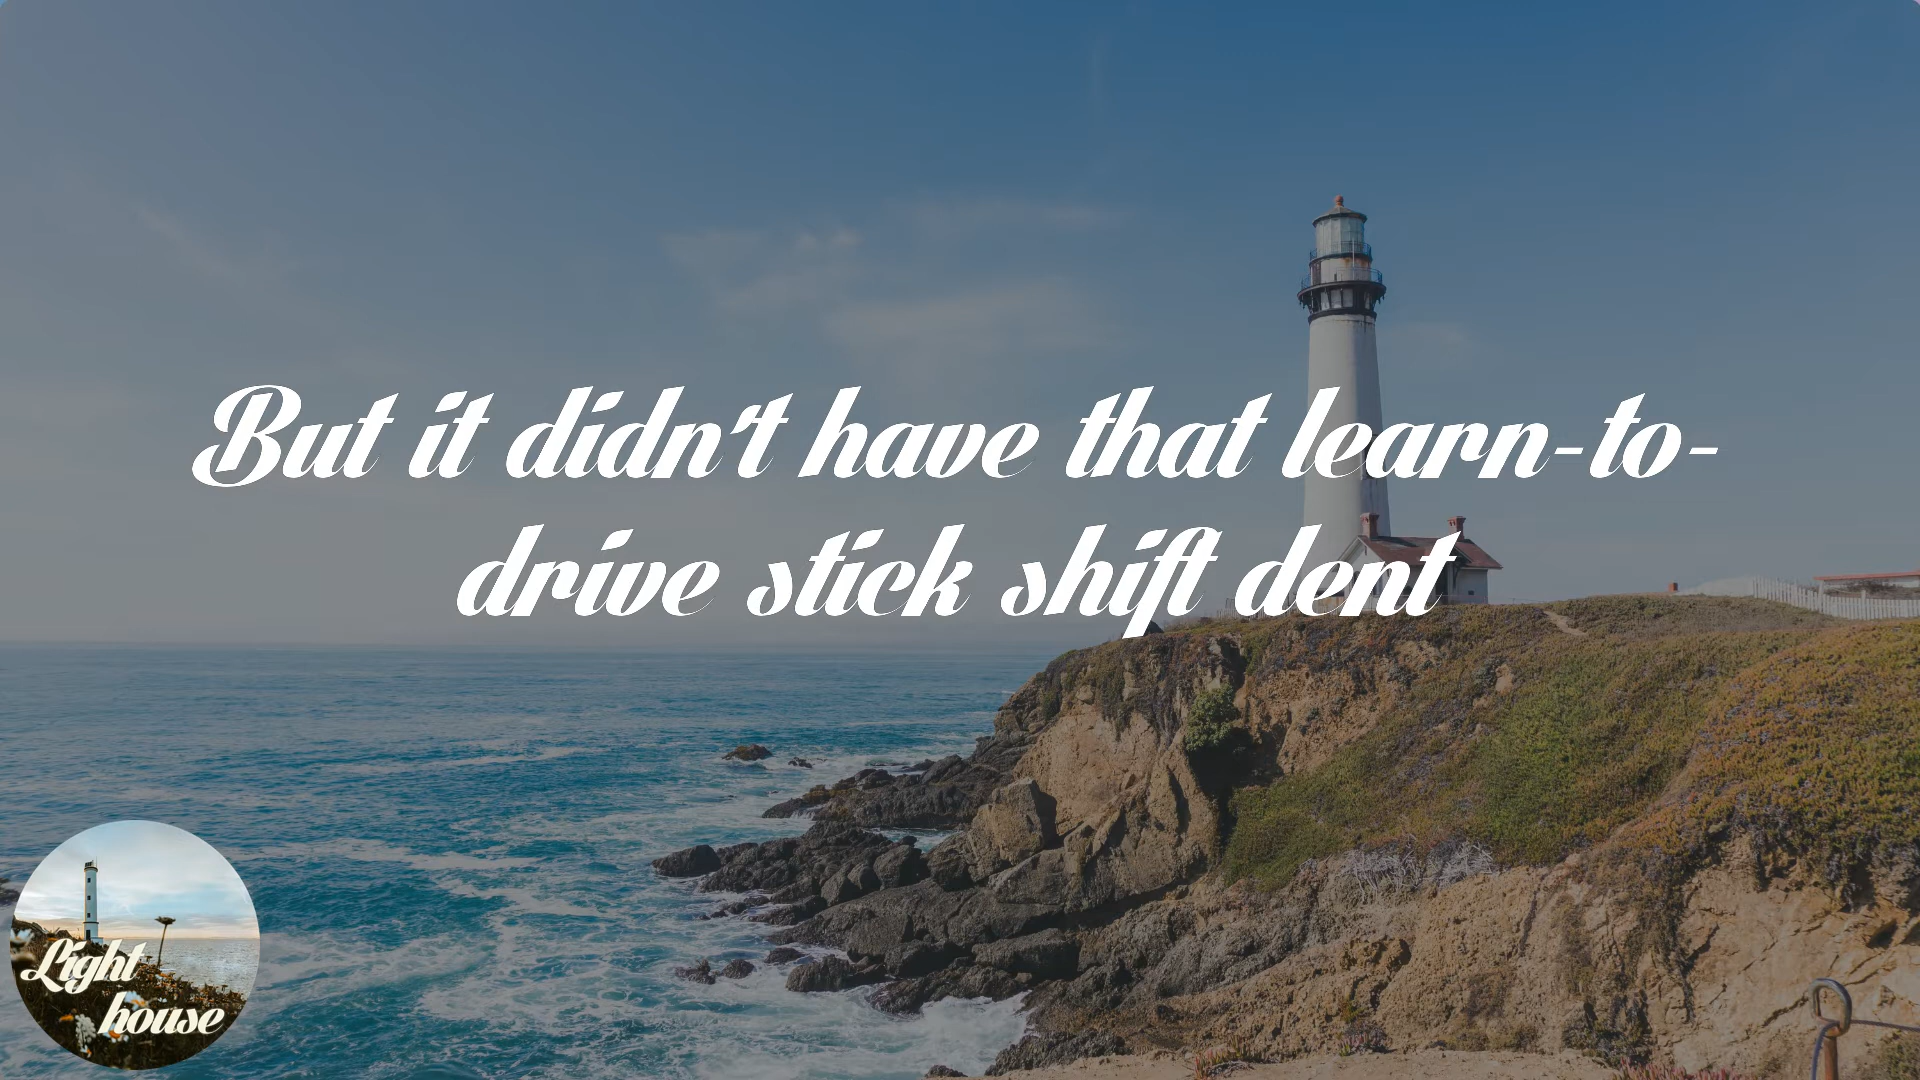 But it didn't have that learn-to-
drive stick shift dent
Light
house